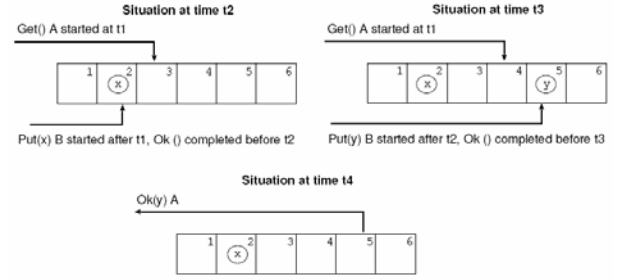 Situation at time t2
Get() A started at t1
1 2 3 4 5 6
x
Put(x) B started after t1, Ok () completed before t2
Situation at time t3
Get() A started at t1
1 2 3 4 5 6
x y
Put(y) B started after t2, Ok () completed before t3
Situation at time t4
Ok(y) A
1 2 3 4 5 6
x